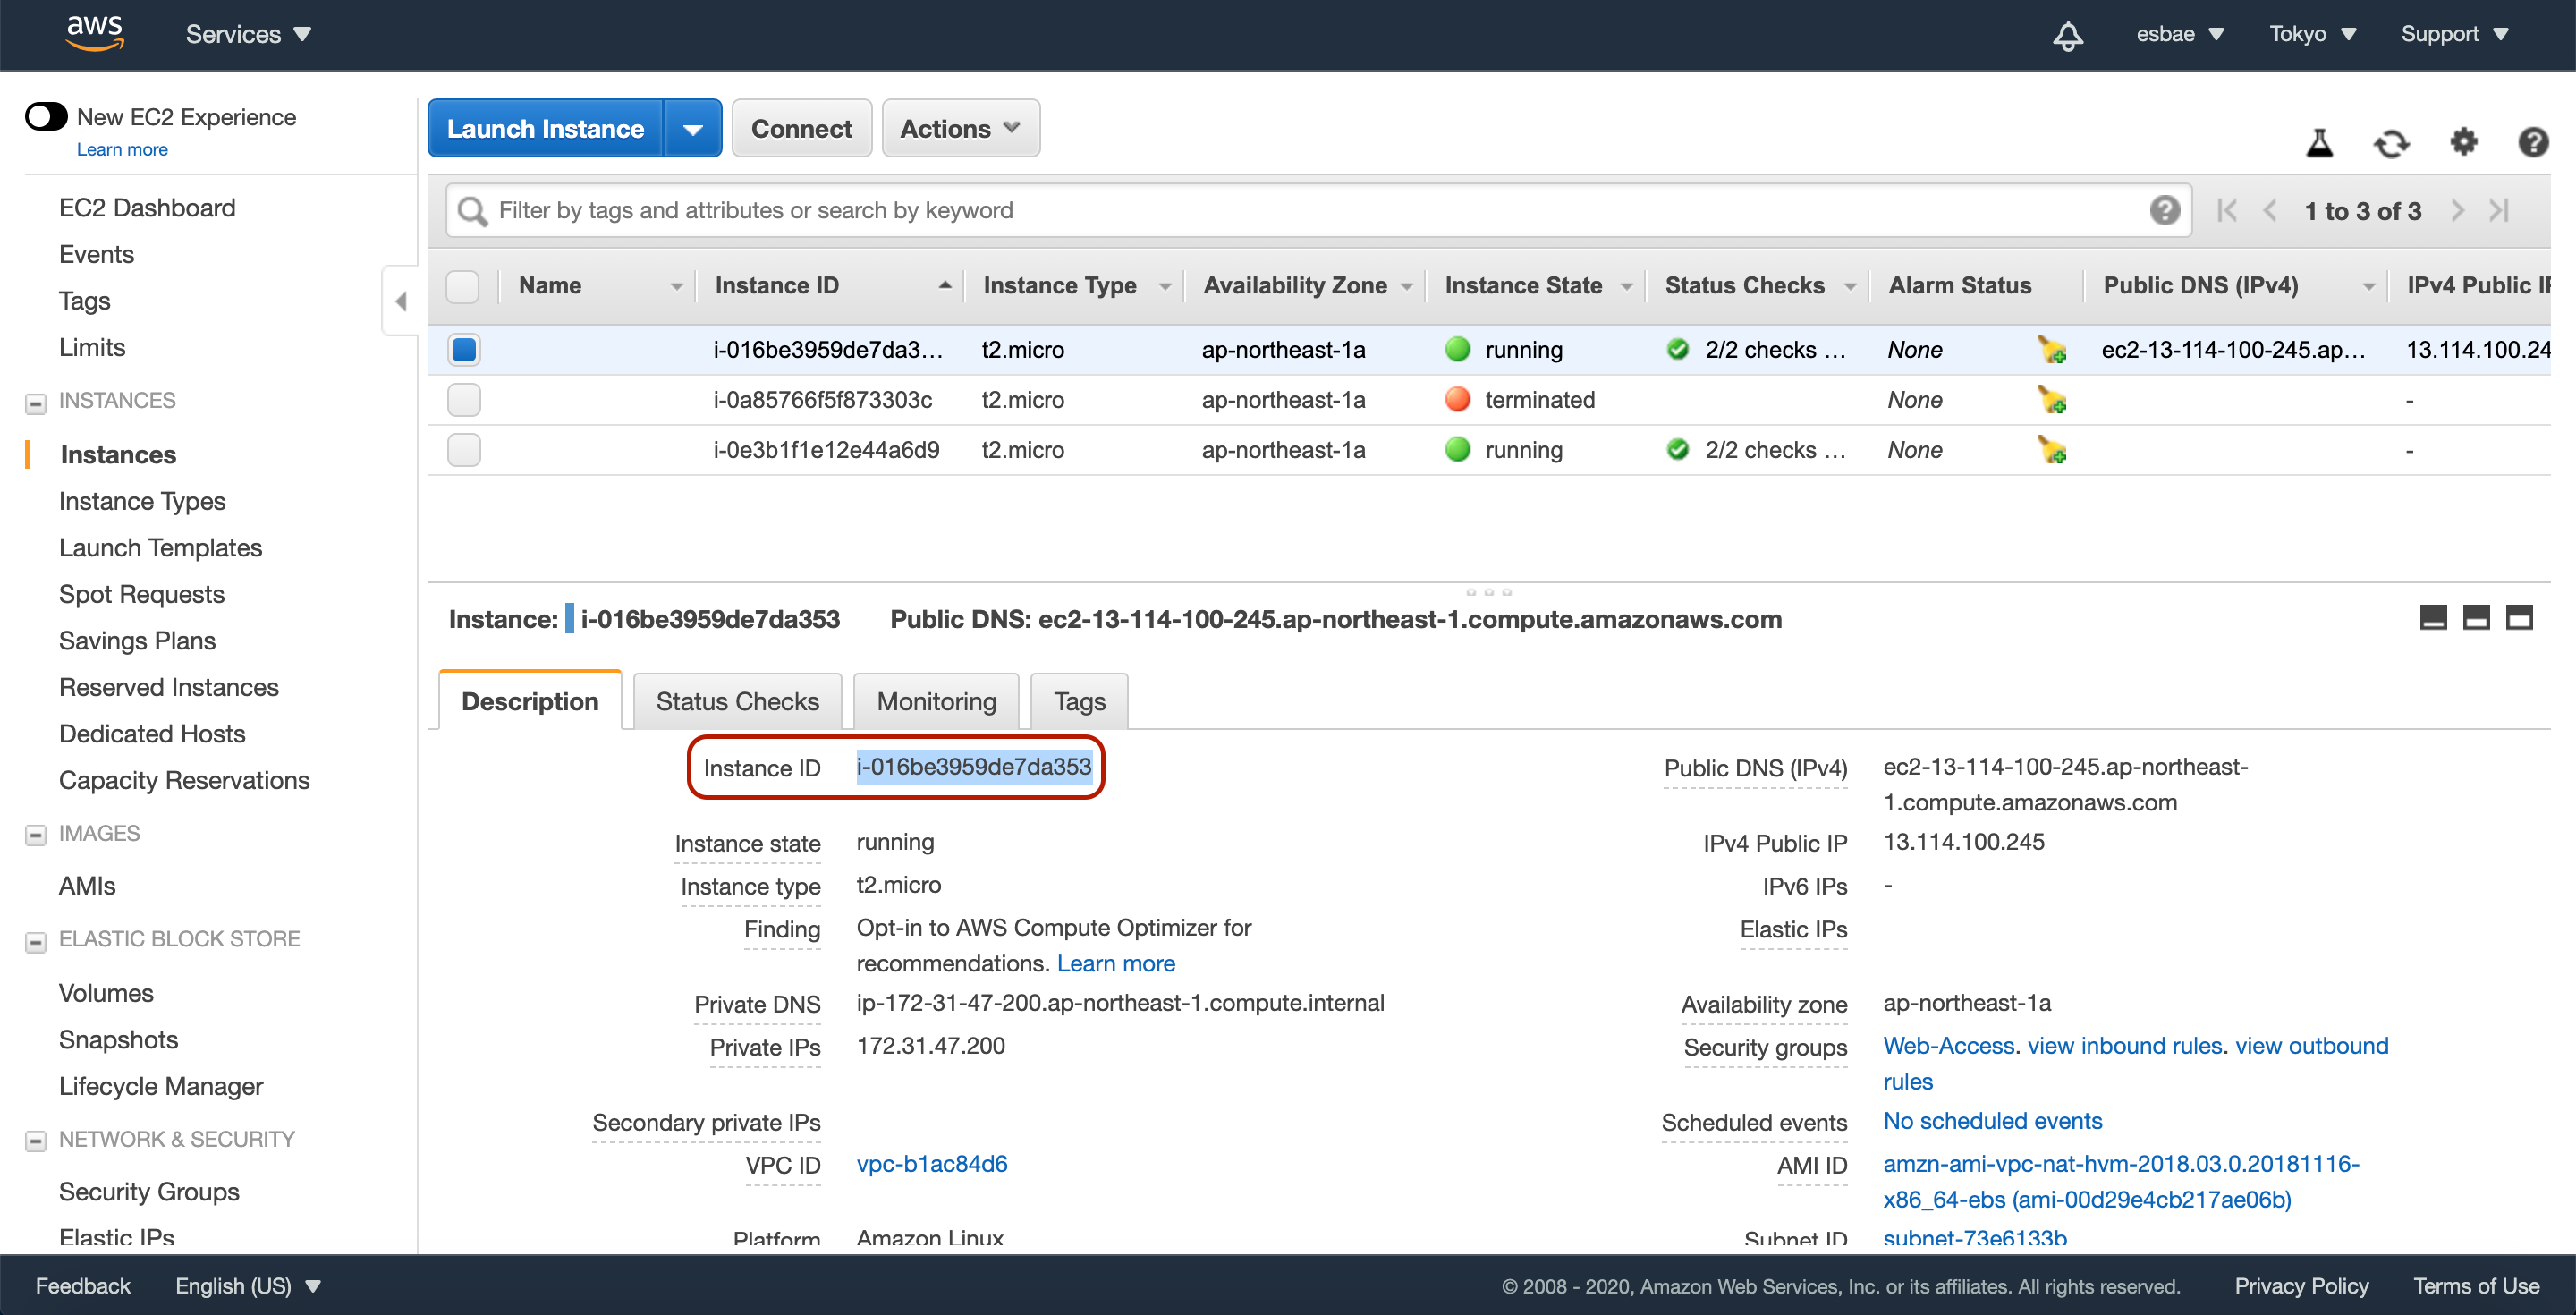 aws Services esbae Tokyo Support
New EC2 Experience
Learn more
EC2 Dashboard
Events
Tags
Limits
INSTANCES
Instances
Instance Types
Launch Templates
Spot Requests
Savings Plans
Reserved Instances
Dedicated Hosts
Capacity Reservations
IMAGES
AMIs
ELASTIC BLOCK STORE
Volumes
Snapshots
Lifecycle Manager
NETWORK & SECURITY
Security Groups
Elastic IPs
Launch Instance Connect Actions
Filter by tags and attributes or search by keyword 1 to 3 of 3
Name Instance ID Instance Type Availability Zone Instance State Status Checks Alarm Status Public DNS (IPv4) IPv4 Public IP
i-016be3959de7da3... t2.micro ap-northeast-1a running 2/2 checks ... None ec2-13-114-100-245.ap... 13.114.100.24
i-0a85766f5f873303c t2.micro ap-northeast-1a terminated None -
i-0e3b1f1e12e44a6d9 t2.micro ap-northeast-1a running 2/2 checks ... None -
Instance: i-016be3959de7da353 Public DNS: ec2-13-114-100-245.ap-northeast-1.compute.amazonaws.com
Description Status Checks Monitoring Tags
Instance ID i-016be3959de7da353
Instance state running
Instance type t2.micro
Finding Opt-in to AWS Compute Optimizer for
recommendations. Learn more
Private DNS ip-172-31-47-200.ap-northeast-1.compute.internal
Private IPs 172.31.47.200
Secondary private IPs
VPC ID vpc-b1ac84d6
Platform Amazon Linux
Public DNS (IPv4) ec2-13-114-100-245.ap-northeast-
1.compute.amazonaws.com
IPv4 Public IP 13.114.100.245
IPv6 IPs -
Elastic IPs
Availability zone ap-northeast-1a
Security groups Web-Access. view inbound rules. view outbound
rules
Scheduled events No scheduled events
AMI ID amzn-ami-vpc-nat-hvm-2018.03.0.20181116-
x86_64-ebs (ami-00d29e4cb217ae06b)
Subnet ID subnet-73e6133b
Feedback English (US) © 2008 - 2020, Amazon Web Services, Inc. or its affiliates. All rights reserved. Privacy Policy Terms of Use